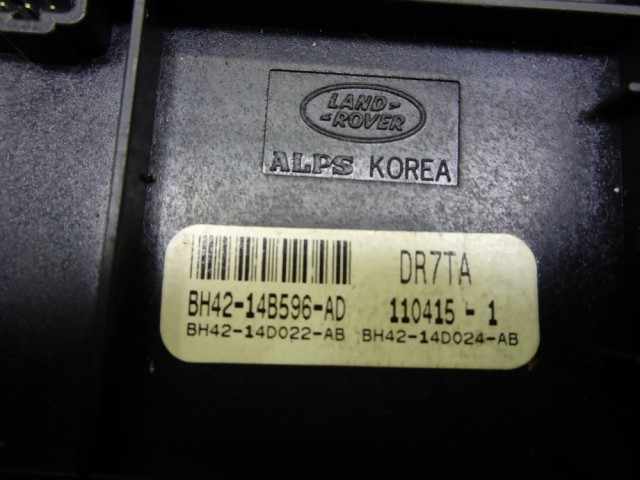 LAND-
-ROVER
ALPS KOREA
DR7TA
BH42-14B596-AD 110415 - 1
BH42-14D022-AB BH42-14D024-AB